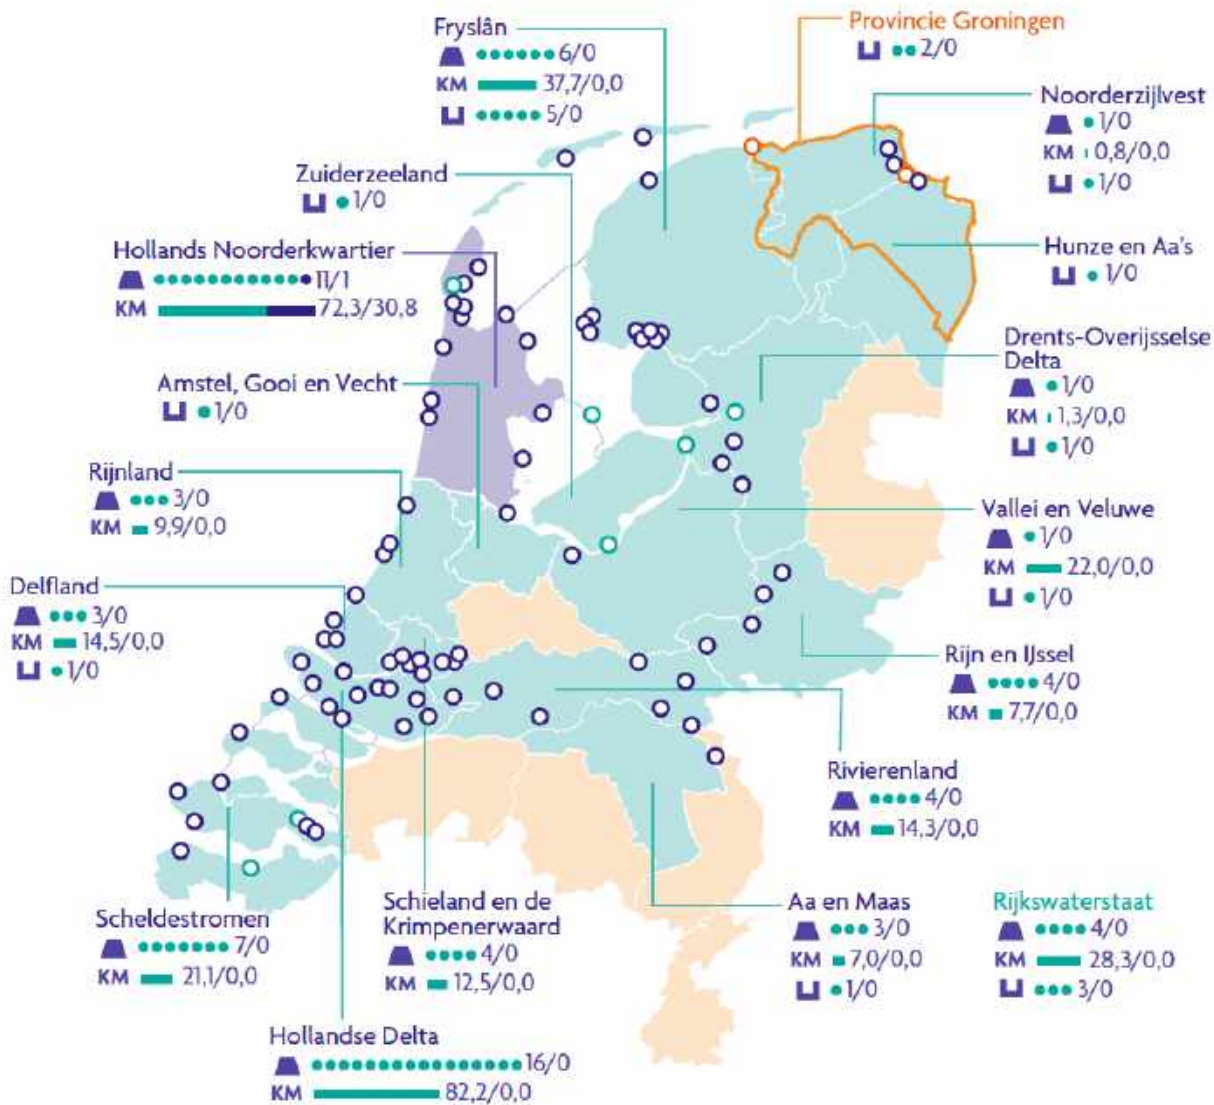 Fryslân
6/0
KM 37,7/0,0
5/0
Provincie Groningen
2/0
Noorderzijlvest
1/0
KM 0,8/0,0
1/0
Zuiderzeeland
1/0
Hollands Noorderkwartier
11/1
KM 72,3/30,8
Hunze en Aa's
1/0
Drents-Overijsselse
Delta
1/0
KM 1,3/0,0
1/0
Amstel, Gooi en Vecht
1/0
Rijnland
3/0
KM 9,9/0,0
Vallei en Veluwe
1/0
KM 22,0/0,0
1/0
Delfland
3/0
KM 14,5/0,0
1/0
Rijn en IJssel
4/0
KM 7,7/0,0
Rivierenland
4/0
KM 14,3/0,0
Scheldestromen
7/0
KM 21,1/0,0
Schieland en de
Krimpenerwaard
4/0
KM 12,5/0,0
Aa en Maas
3/0
KM 7,0/0,0
1/0
Rijkswaterstaat
4/0
KM 28,3/0,0
3/0
Hollandse Delta
16/0
KM 82,2/0,0